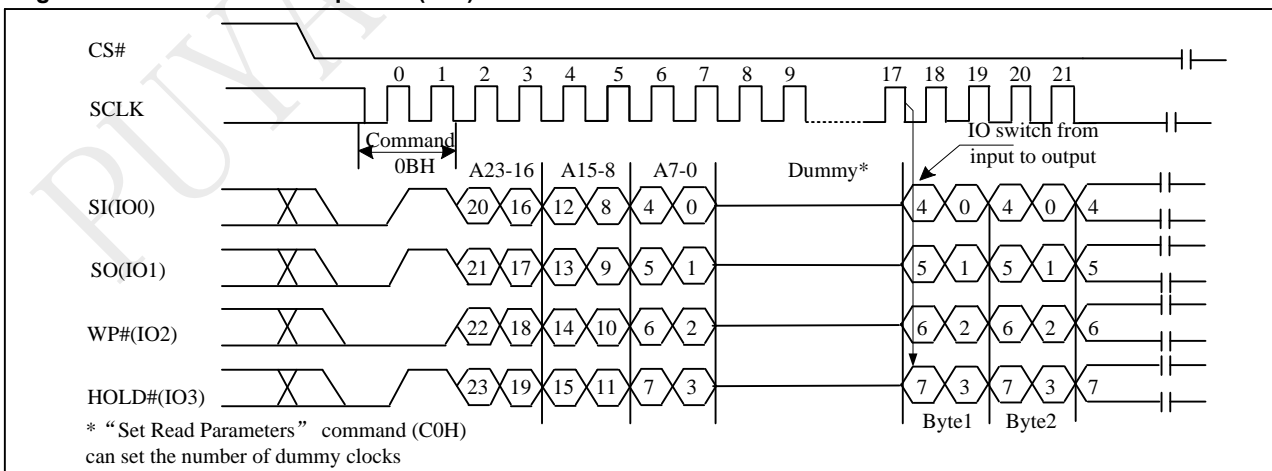 PUYA
CS#
0 1 2 3 4 5 6 7 8 9 17 18 19 20 21
SCLK
Command
0BH
IO switch from
input to output
A23-16 A15-8 A7-0 Dummy*
SI(IO0) 20 16 12 8 4 0 4 0 4 0 4
SO(IO1) 21 17 13 9 5 1 5 1 5 1 5
WP#(IO2) 22 18 14 10 6 2 6 2 6 2 6
HOLD#(IO3) 23 19 15 11 7 3 7 3 7 3 7
Byte1 Byte2
* “Set Read Parameters” command (C0H)
can set the number of dummy clocks